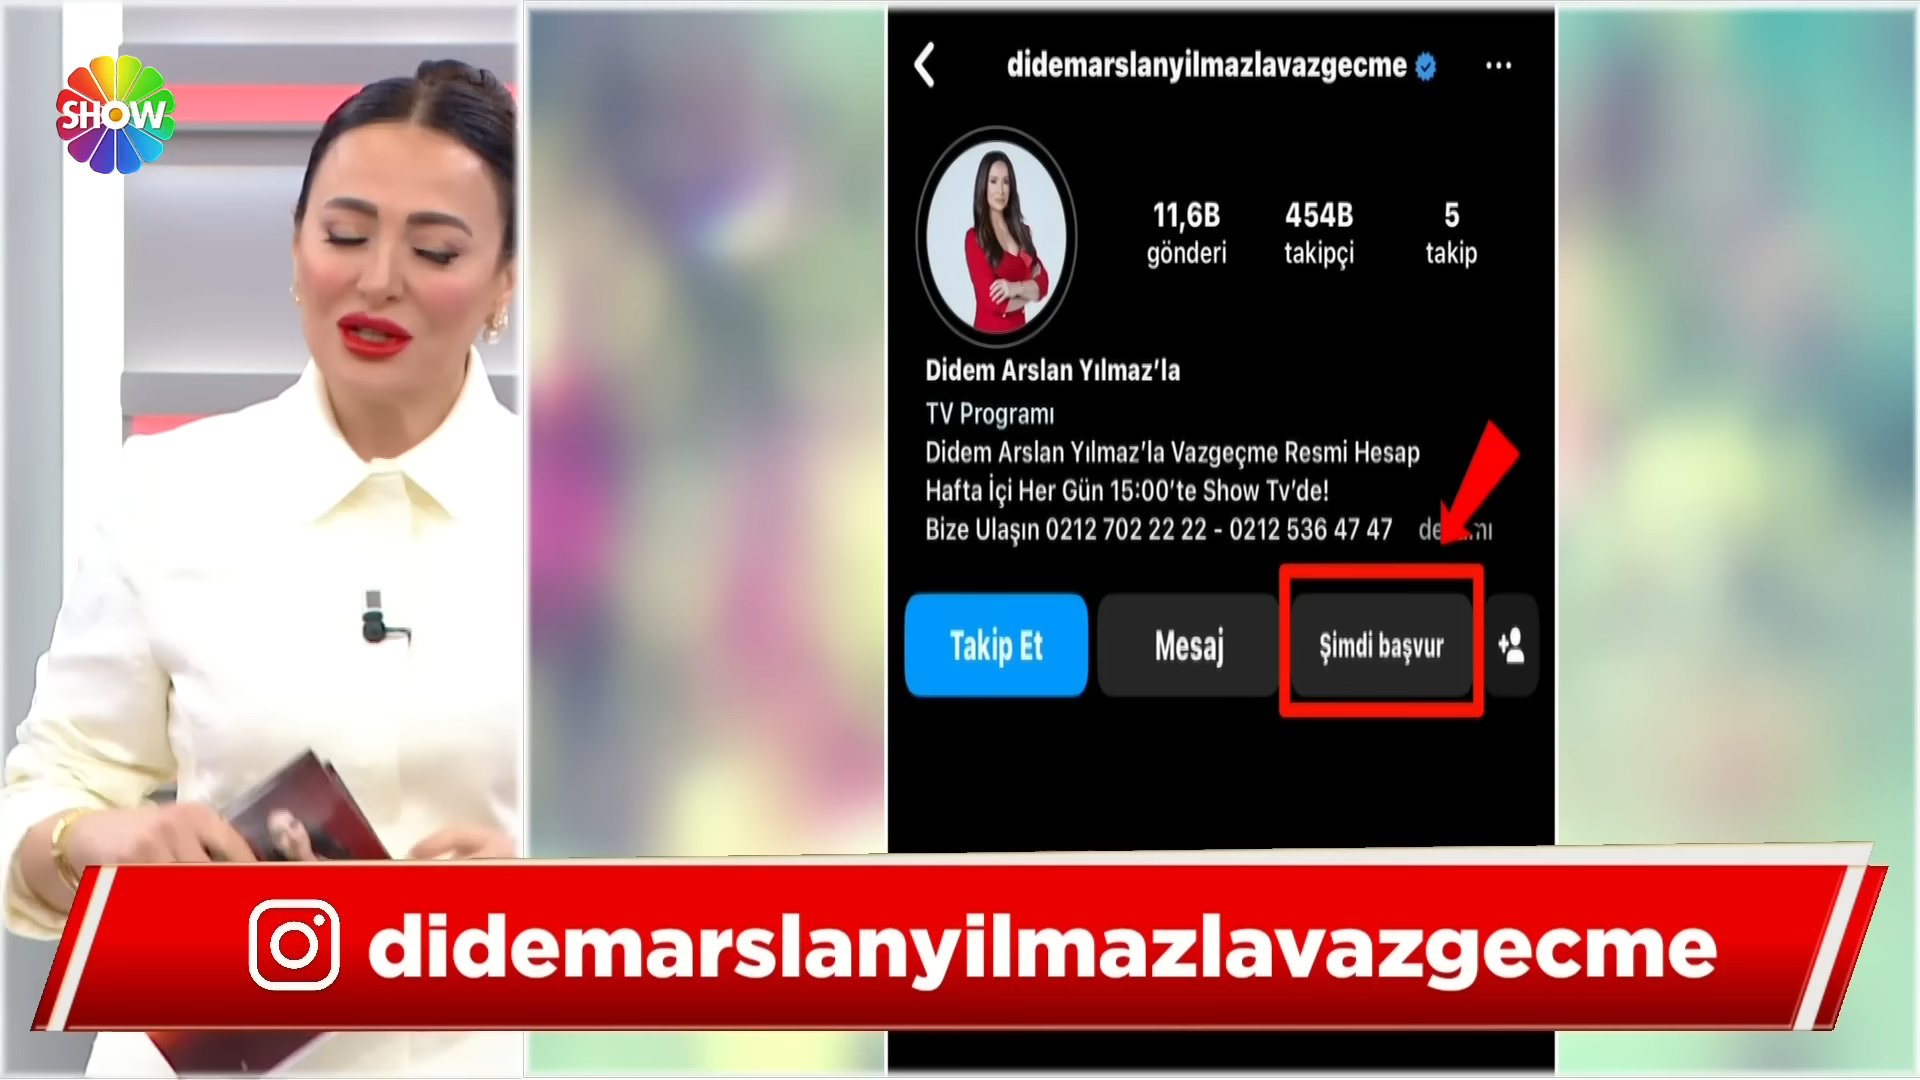 SHOW
didemarslanyilmazlavazgecme
11,6B
454B
5
gönderi
takipçi
takip
Didem Arslan Yılmaz’la
TV Programı
Didem Arslan Yılmaz’la Vazgeçme Resmi Hesap
Hafta İçi Her Gün 15:00’te Show Tv’de!
Bize Ulaşın 0212 702 22 22 - 0212 536 47 47
Takip Et
Mesaj
Şimdi başvur
didemarslanyilmazlavazgecme